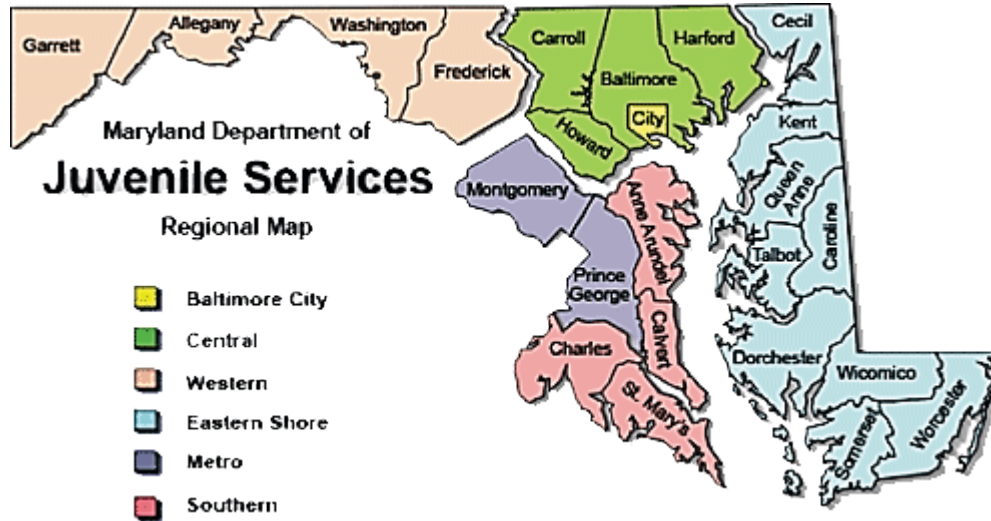 Garrett
Allegany
Washington
Frederick
Carroll
Baltimore
Harford
City
Howard
Cecil
Kent
Queen
Anne
Caroline
Talbot
Dorchester
Wicomico
Somerset
Worcester
Montgomery
Prince
George
Anne Arundel
Calvert
Charles
St. Mary's
Maryland Department of
Juvenile Services
Regional Map
Baltimore City
Central
Western
Eastern Shore
Metro
Southern